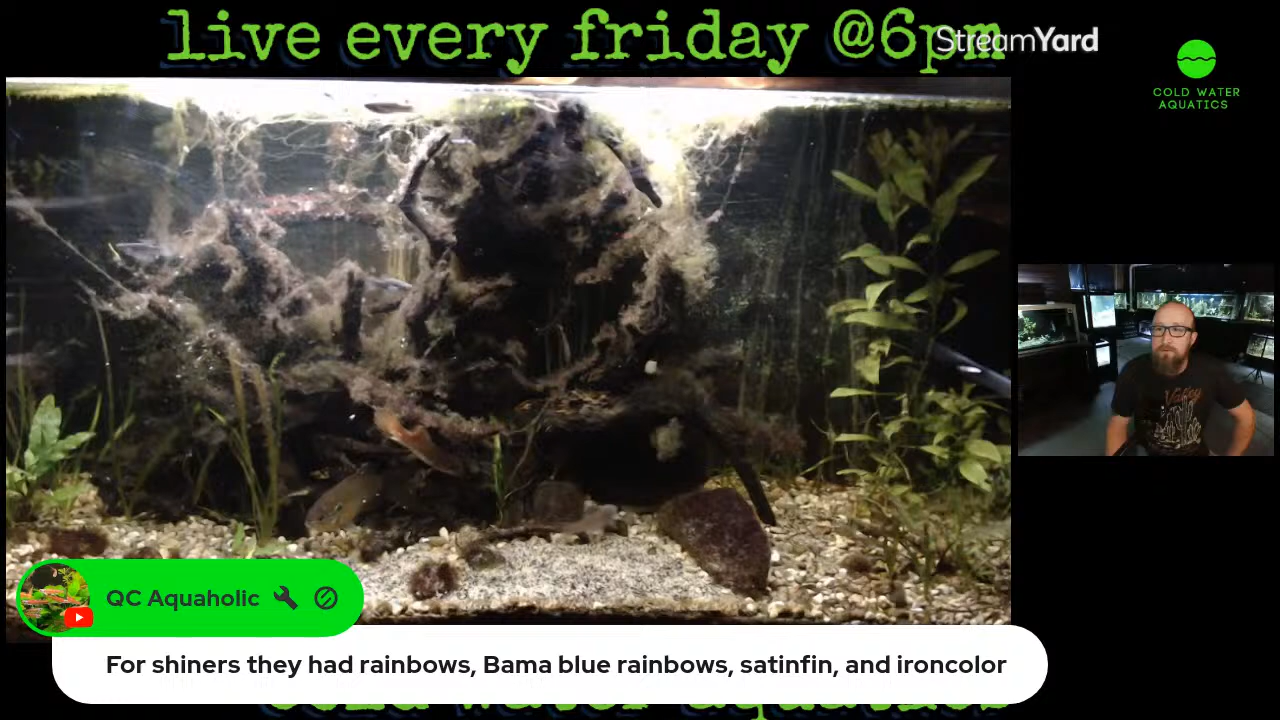 live every friday @6pm
StreamYard
COLD WATER
AQUATICS
QC Aquaholic
For shiners they had rainbows, Bama blue rainbows, satinfin, and ironcolor